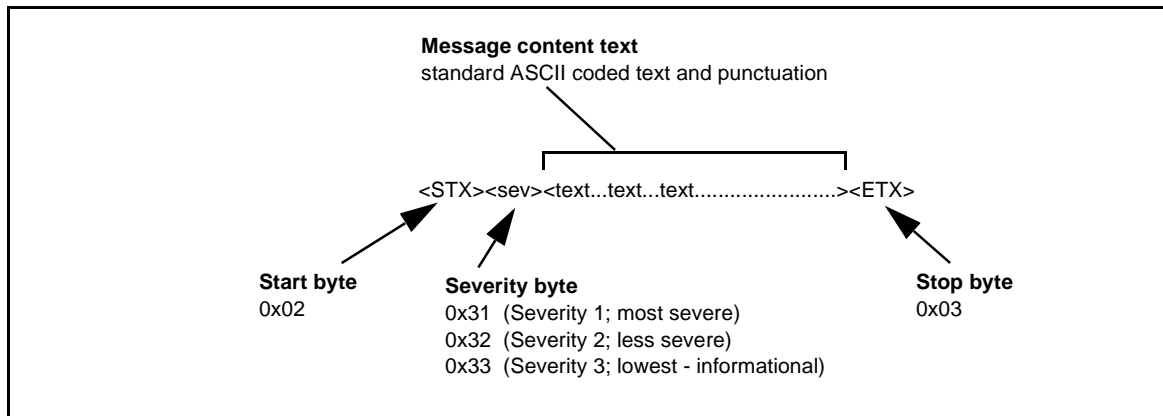 Message content text
standard ASCII coded text and punctuation
<STX><sev><text...text...text........................><ETX>
Start byte
0x02
Severity byte
0x31 (Severity 1; most severe)
0x32 (Severity 2; less severe)
0x33 (Severity 3; lowest - informational)
Stop byte
0x03